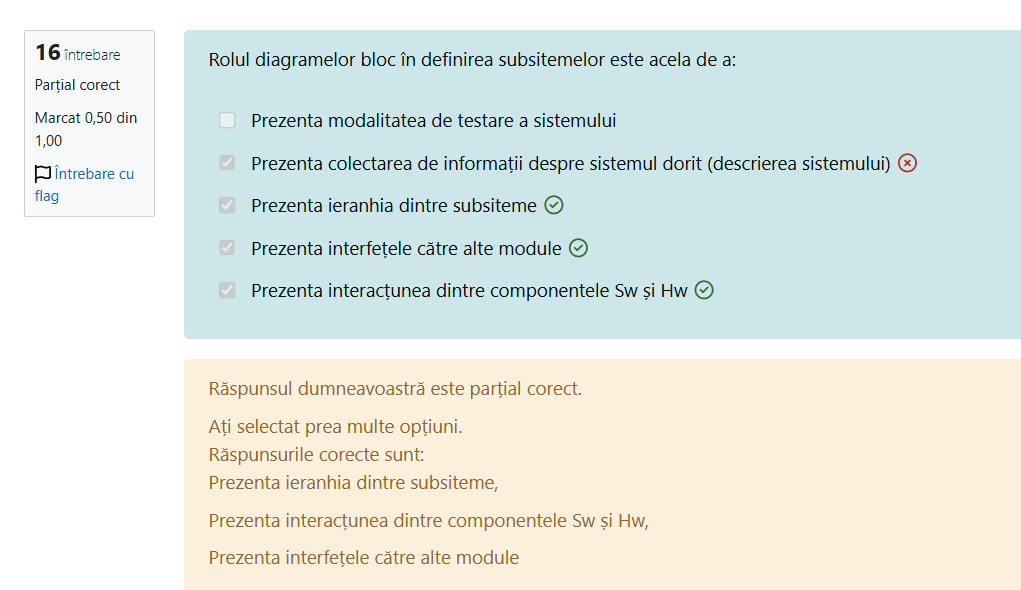 16 întrebare
Parțial corect
Marcat 0,50 din
1,00
Întrebare cu
flag
Rolul diagramelor bloc în definirea subsitemelor este acela de a:
Prezenta modalitatea de testare a sistemului
Prezenta colectarea de informații despre sistemul dorit (descrierea sistemului)
Prezenta ieranhia dintre subsiteme
Prezenta interfețele către alte module
Prezenta interacțunea dintre componentele Sw și Hw
Răspunsul dumneavoastră este parțial corect.
Ați selectat prea multe opțiuni.
Răspunsurile corecte sunt:
Prezenta ieranhia dintre subsiteme,
Prezenta interacțunea dintre componentele Sw și Hw,
Prezenta interfețele către alte module